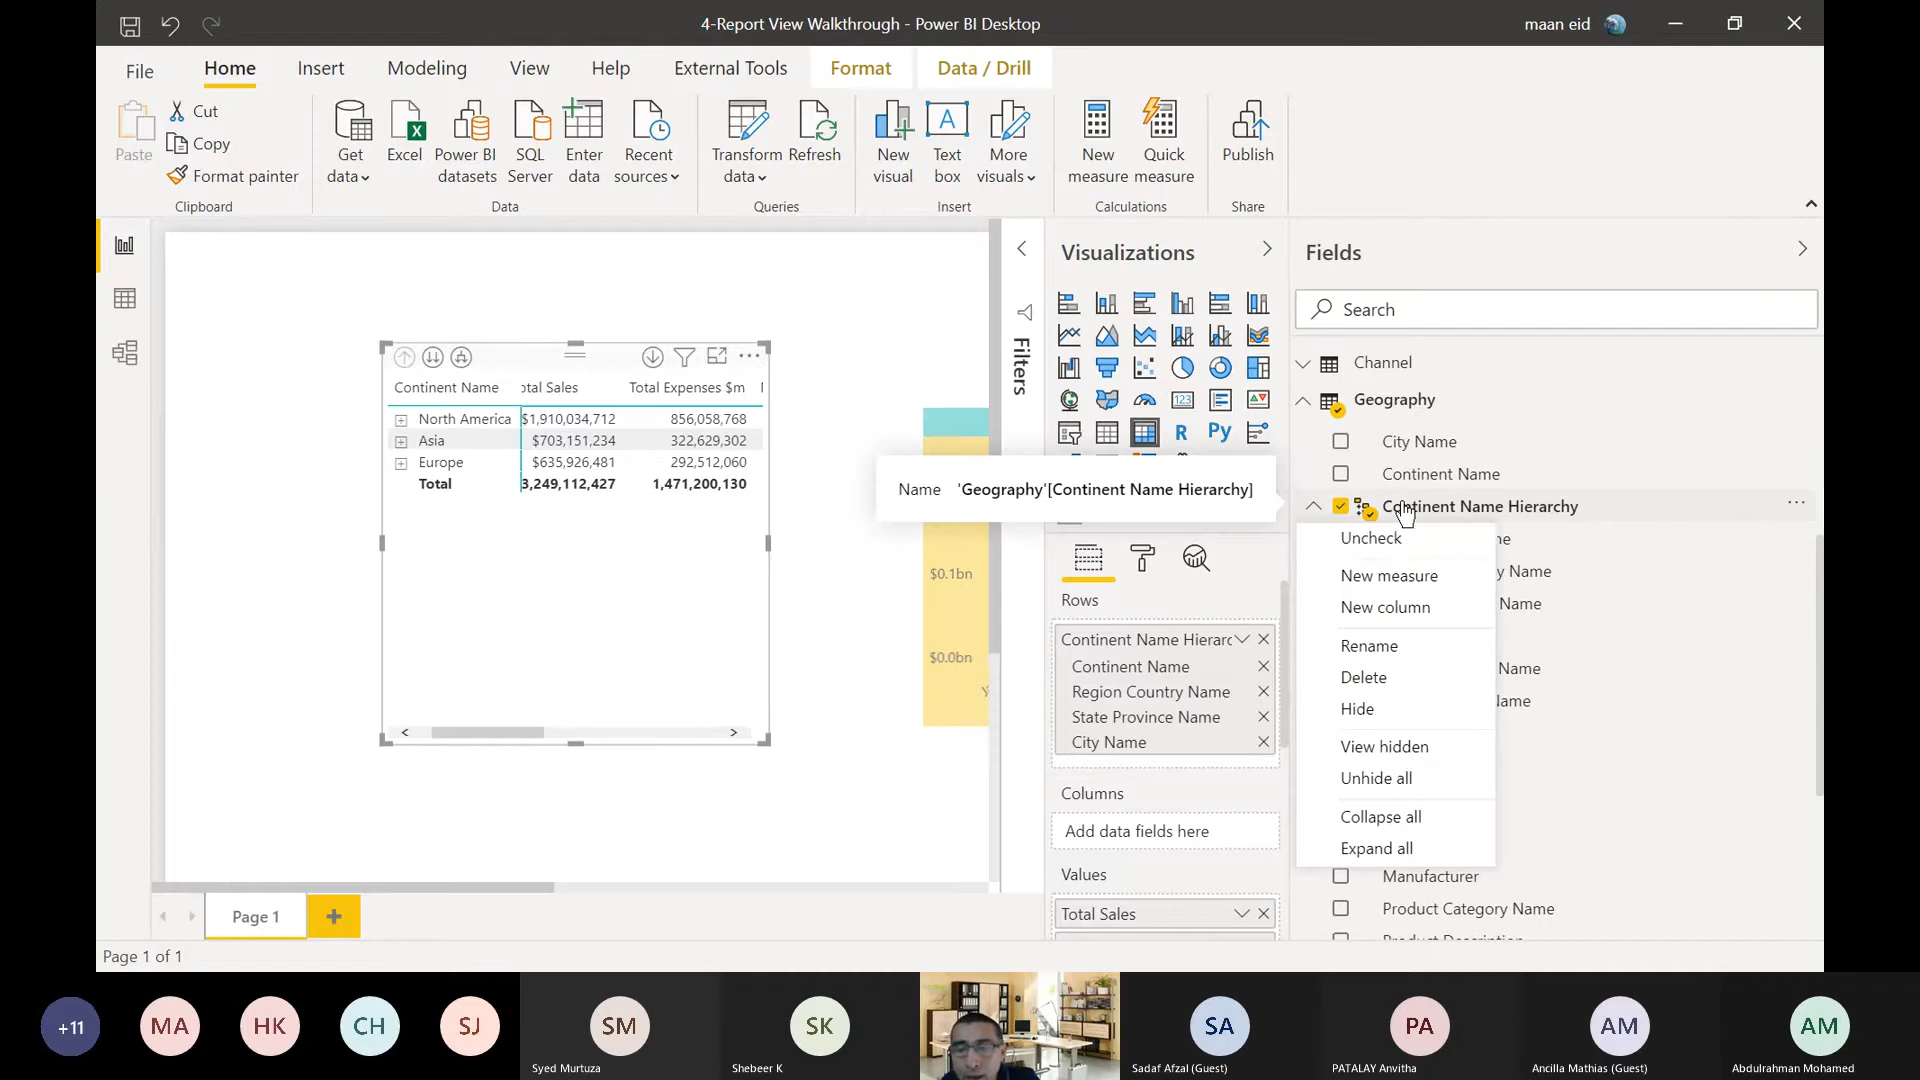 4-Report View Walkthrough - Power BI Desktop
maan eid
File
Home
Insert
Modeling
View
Help
External Tools
Format
Data / Drill
Paste
Cut
Copy
Format painter
Clipboard
Get data
Excel
Power BI datasets
SQL Server
Enter data
Recent sources
Data
Transform data
Refresh
Queries
New visual
Text box
More visuals
Insert
New measure
Quick measure
Calculations
Publish
Share
Continent Name
otal Sales
Total Expenses $m
North America $1,910,034,712 856,058,768
Asia $703,151,234 322,629,302
Europe $635,926,481 292,512,060
Total 3,249,112,427 1,471,200,130
$0.1bn
$0.0bn
Filters
Visualizations
123
R
Py
Name 'Geography'[Continent Name Hierarchy]
Rows
Continent Name Hierarc
Continent Name
Region Country Name
State Province Name
City Name
Columns
Add data fields here
Values
Total Sales
Fields
Search
Channel
Geography
City Name
Continent Name
Continent Name Hierarchy
Uncheck
New measure
New column
Rename
Delete
Hide
View hidden
Unhide all
Collapse all
Expand all
me
y Name
Name
Name
ame
Manufacturer
Product Category Name
Product Description
Page 1
Page 1 of 1
+11
MA
HK
CH
SJ
SM
Syed Murtuza
SK
Shebeer K
SA
Sadaf Afzal (Guest)
PA
PATALAY Anvitha
AM
Ancilla Mathias (Guest)
AM
Abdulrahman Mohamed